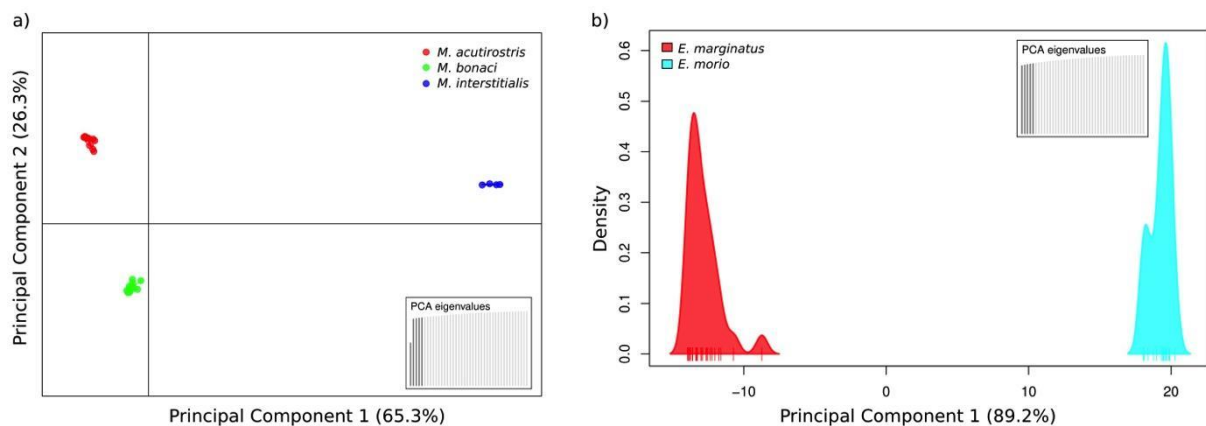 a)
M. acutirostris
M. bonaci
M. interstitialis
Principal Component 2 (26.3%)
PCA eigenvalues
Principal Component 1 (65.3%)
b)
E. marginatus
E. morio
PCA eigenvalues
Density
0.6
0.5
0.4
0.3
0.2
0.1
0.0
−10
0
10
20
Principal Component 1 (89.2%)